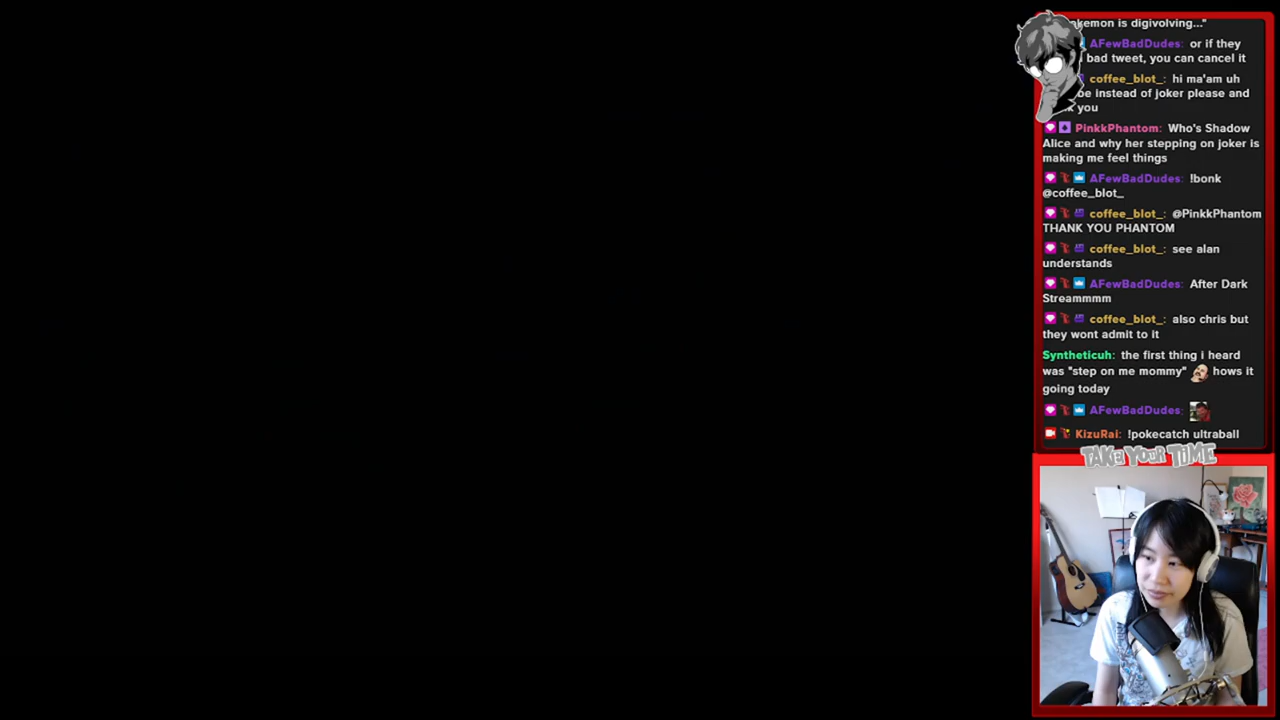 kemon is digivolving..."
AFewBadDudes: or if they
bad tweet, you can cancel it
coffee_blot_: hi ma'am uh
be instead of joker please and
you
PinkkPhantom: Who's Shadow
Alice and why her stepping on joker is
making me feel things
AFewBadDudes: !bonk
@coffee_blot_
coffee_blot_: @PinkkPhantom
THANK YOU PHANTOM
coffee_blot_: see alan
understands
AFewBadDudes: After Dark
Streammmm
coffee_blot_: also chris but
they wont admit to it
Syntheticuh: the first thing i heard
was "step on me mommy" hows it
going today
AFewBadDudes:
KizuRai: !pokecatch ultraball
TAKE YOUR TIME